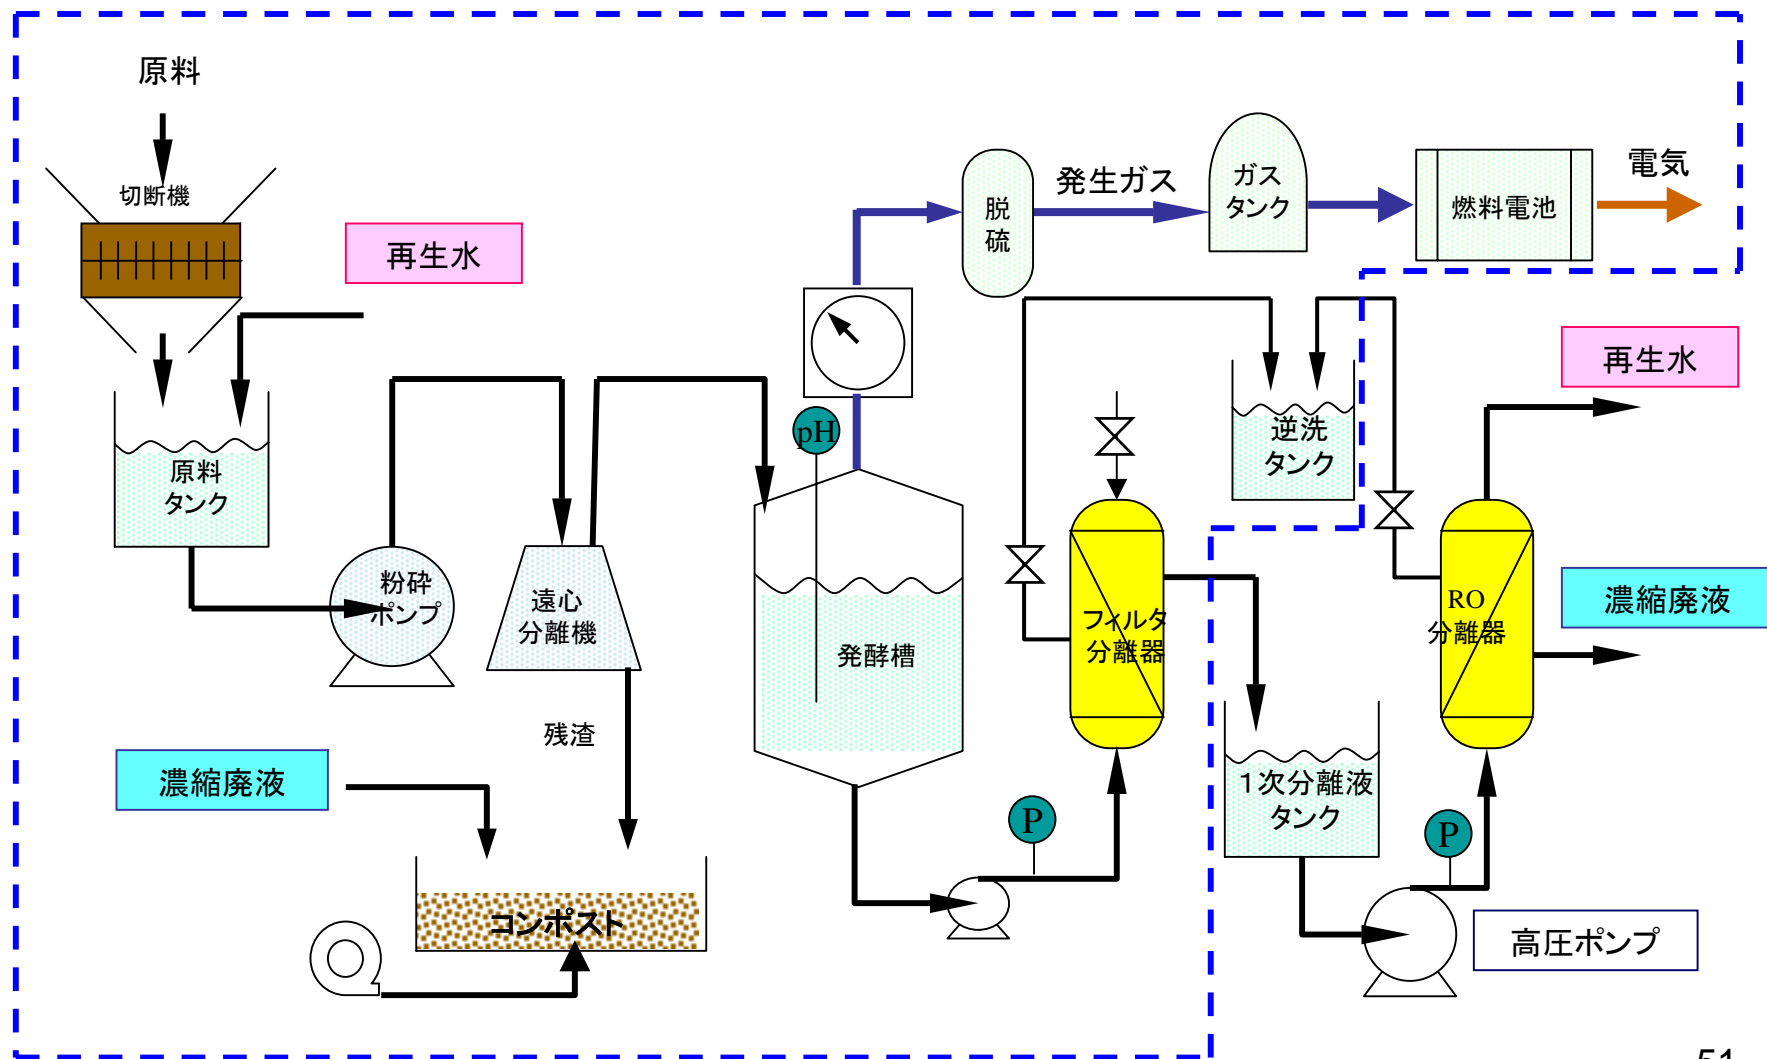 原料
切断機
再生水
原料
タンク
粉砕
ポンプ
遠心
分離機
残渣
濃縮廃液
コンポスト
pH
発酵槽
脱
硫
発生ガス
ガス
タンク
燃料電池
電気
逆洗
タンク
フィルタ
分離器
P
再生水
RO
分離器
濃縮廃液
1次分離液
タンク
P
高圧ポンプ